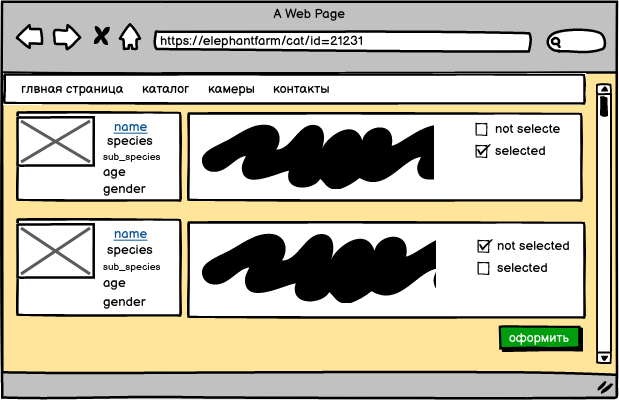 A Web Page
https://elephantfarm/cat/id=21231
глвная страница каталог камеры контакты
name
species
sub_species
age
gender
not selecte
selected
name
species
sub_species
age
gender
not selected
selected
оформить